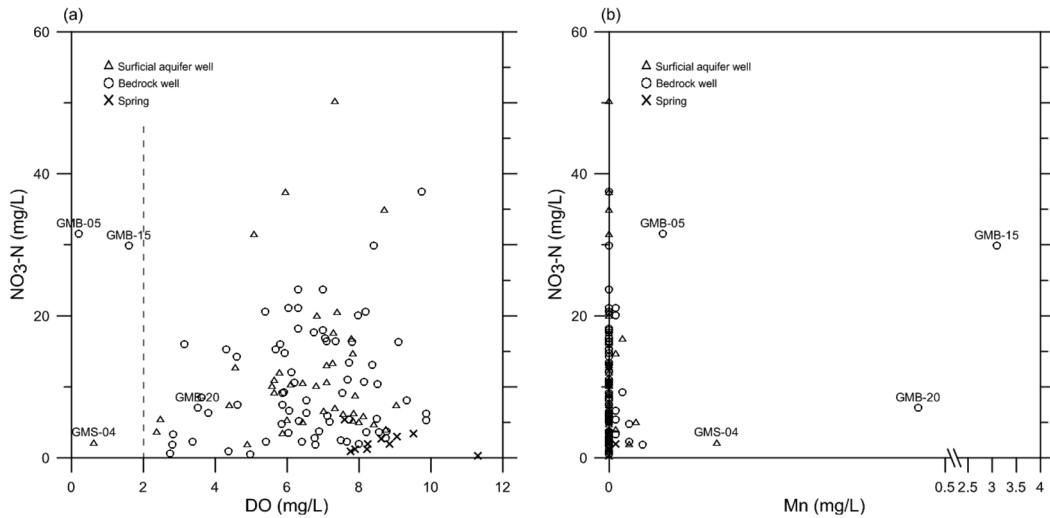 (a)
60
40
20
0
NO3-N (mg/L)
△ Surficial aquifer well
○ Bedrock well
× Spring
GMB-05
GMB-15
GMB-20
GMS-04
0 2 4 6 8 10 12
DO (mg/L)
(b)
60
40
20
0
NO3-N (mg/L)
△ Surficial aquifer well
○ Bedrock well
× Spring
GMB-05
GMB-15
GMB-20
GMS-04
0 0.5 2.5 3 3.5 4
Mn (mg/L)